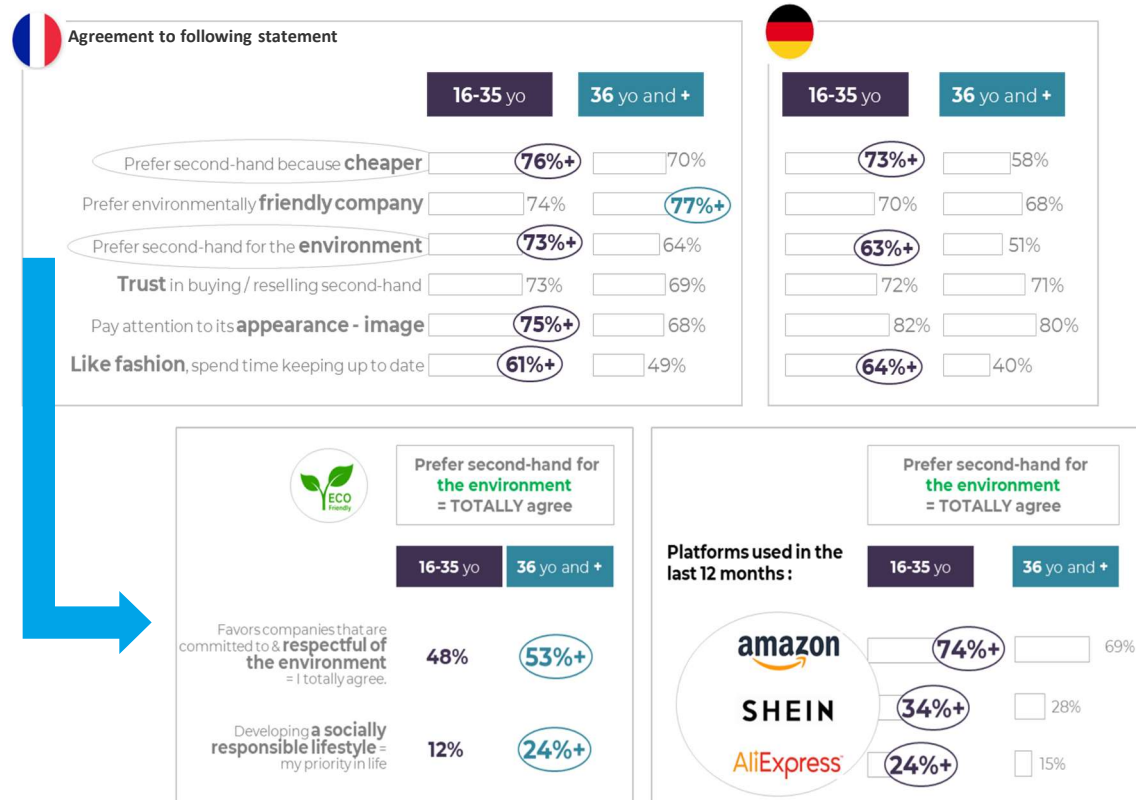 Agreement to following statement
16-35 yo
36 yo and +
16-35 yo
36 yo and +
Prefer second-hand because cheaper
76%+
70%
73%+
58%
Prefer environmentally friendly company
74%
77%+
70%
68%
Prefer second-hand for the environment
73%+
64%
63%+
51%
Trust in buying / reselling second-hand
73%
69%
72%
71%
Pay attention to its appearance - image
75%+
68%
82%
80%
Like fashion, spend time keeping up to date
61%+
49%
64%+
40%
ECO
Friendly
Prefer second-hand for
the environment
= TOTALLY agree
16-35 yo
36 yo and +
Favors companies that are
committed to & respectful of
the environment
= I totally agree.
48%
53%+
Developing a socially
responsible lifestyle =
my priority in life
12%
24%+
Prefer second-hand for
the environment
= TOTALLY agree
Platforms used in the
last 12 months :
16-35 yo
36 yo and +
amazon
74%+
69%
SHEIN
34%+
28%
AliExpress
24%+
15%